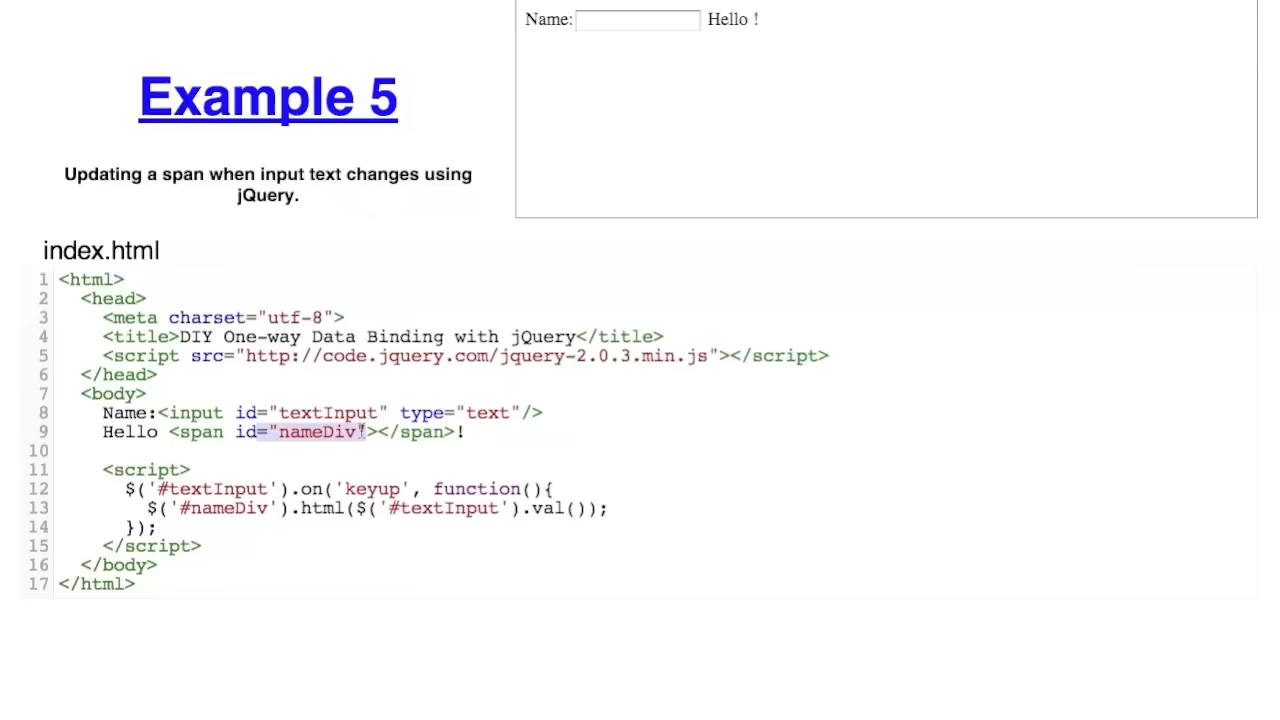 Name: Hello !
Example 5
Updating a span when input text changes using
jQuery.
index.html
1 <html>
2   <head>
3     <meta charset="utf-8">
4     <title>DIY One-way Data Binding with jQuery</title>
5     <script src="http://code.jquery.com/jquery-2.0.3.min.js"></script>
6   </head>
7   <body>
8     Name:<input id="textInput" type="text"/>
9     Hello <span id="nameDiv"></span>!
10
11     <script>
12       $('#textInput').on('keyup', function(){
13         $('#nameDiv').html($('#textInput').val());
14       });
15     </script>
16   </body>
17 </html>